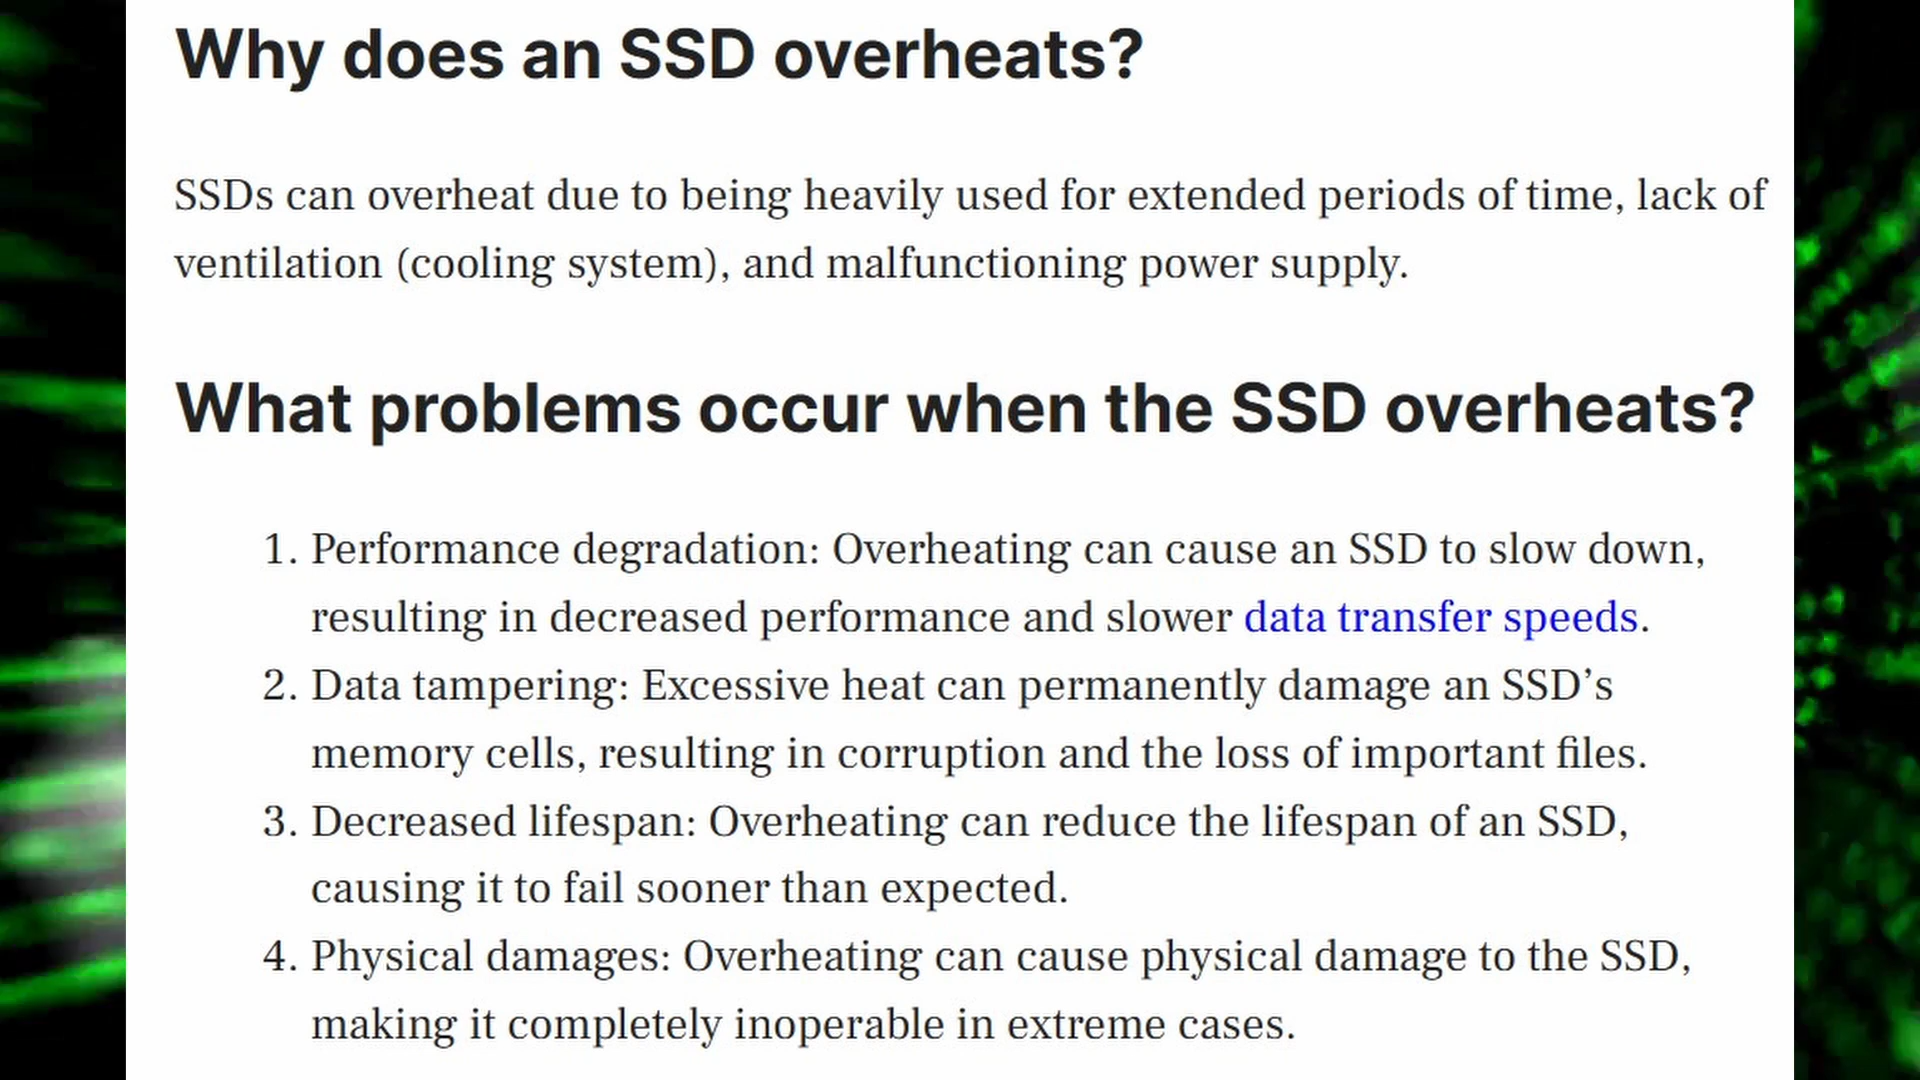 Why does an SSD overheats?
SSDs can overheat due to being heavily used for extended periods of time, lack of
ventilation (cooling system), and malfunctioning power supply.
What problems occur when the SSD overheats?
1. Performance degradation: Overheating can cause an SSD to slow down,
resulting in decreased performance and slower data transfer speeds.
2. Data tampering: Excessive heat can permanently damage an SSD’s
memory cells, resulting in corruption and the loss of important files.
3. Decreased lifespan: Overheating can reduce the lifespan of an SSD,
causing it to fail sooner than expected.
4. Physical damages: Overheating can cause physical damage to the SSD,
making it completely inoperable in extreme cases.